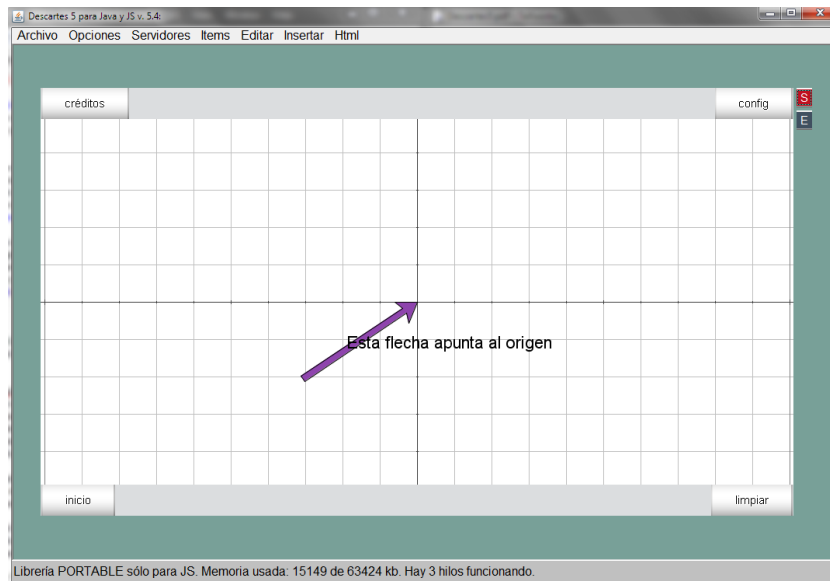 Descartes 5 para Java y JS v. 5.4:
Archivo Opciones Servidores Items Editar Insertar Html
créditos
config
S
E
Esta flecha apunta al origen
inicio
limpiar
Librería PORTABLE sólo para JS. Memoria usada: 15149 de 63424 kb. Hay 3 hilos funcionando.